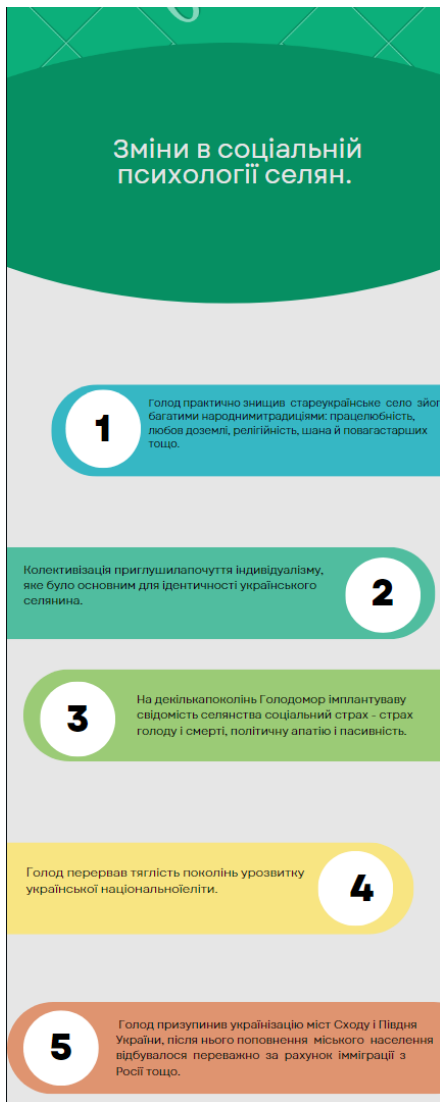 Зміни в соціальній
психології селян.
1
Голод практично знищив стареукраїнське село зйог
багатими народнимитрадиціями: працелюбність,
любов доземлі, релігійність, шана й повагастарших
тощо.
Колективізація приглушилапочуття індивідуалізму,
яке було основним для ідентичності українського
селянина.
2
3
На декількапоколінь Голодомор імплантуваву
свідомість селянства соціальний страх - страх
голоду і смерті, політичну апатію і пасивність.
Голод перервав тяглість поколінь урозвитку
української національноїеліти.
4
5
Голод призупинив українізацію міст Сходу і Півдня
України, після нього поповнення міського населення
відбувалося переважно за рахунок імміграції з
Росії тощо.